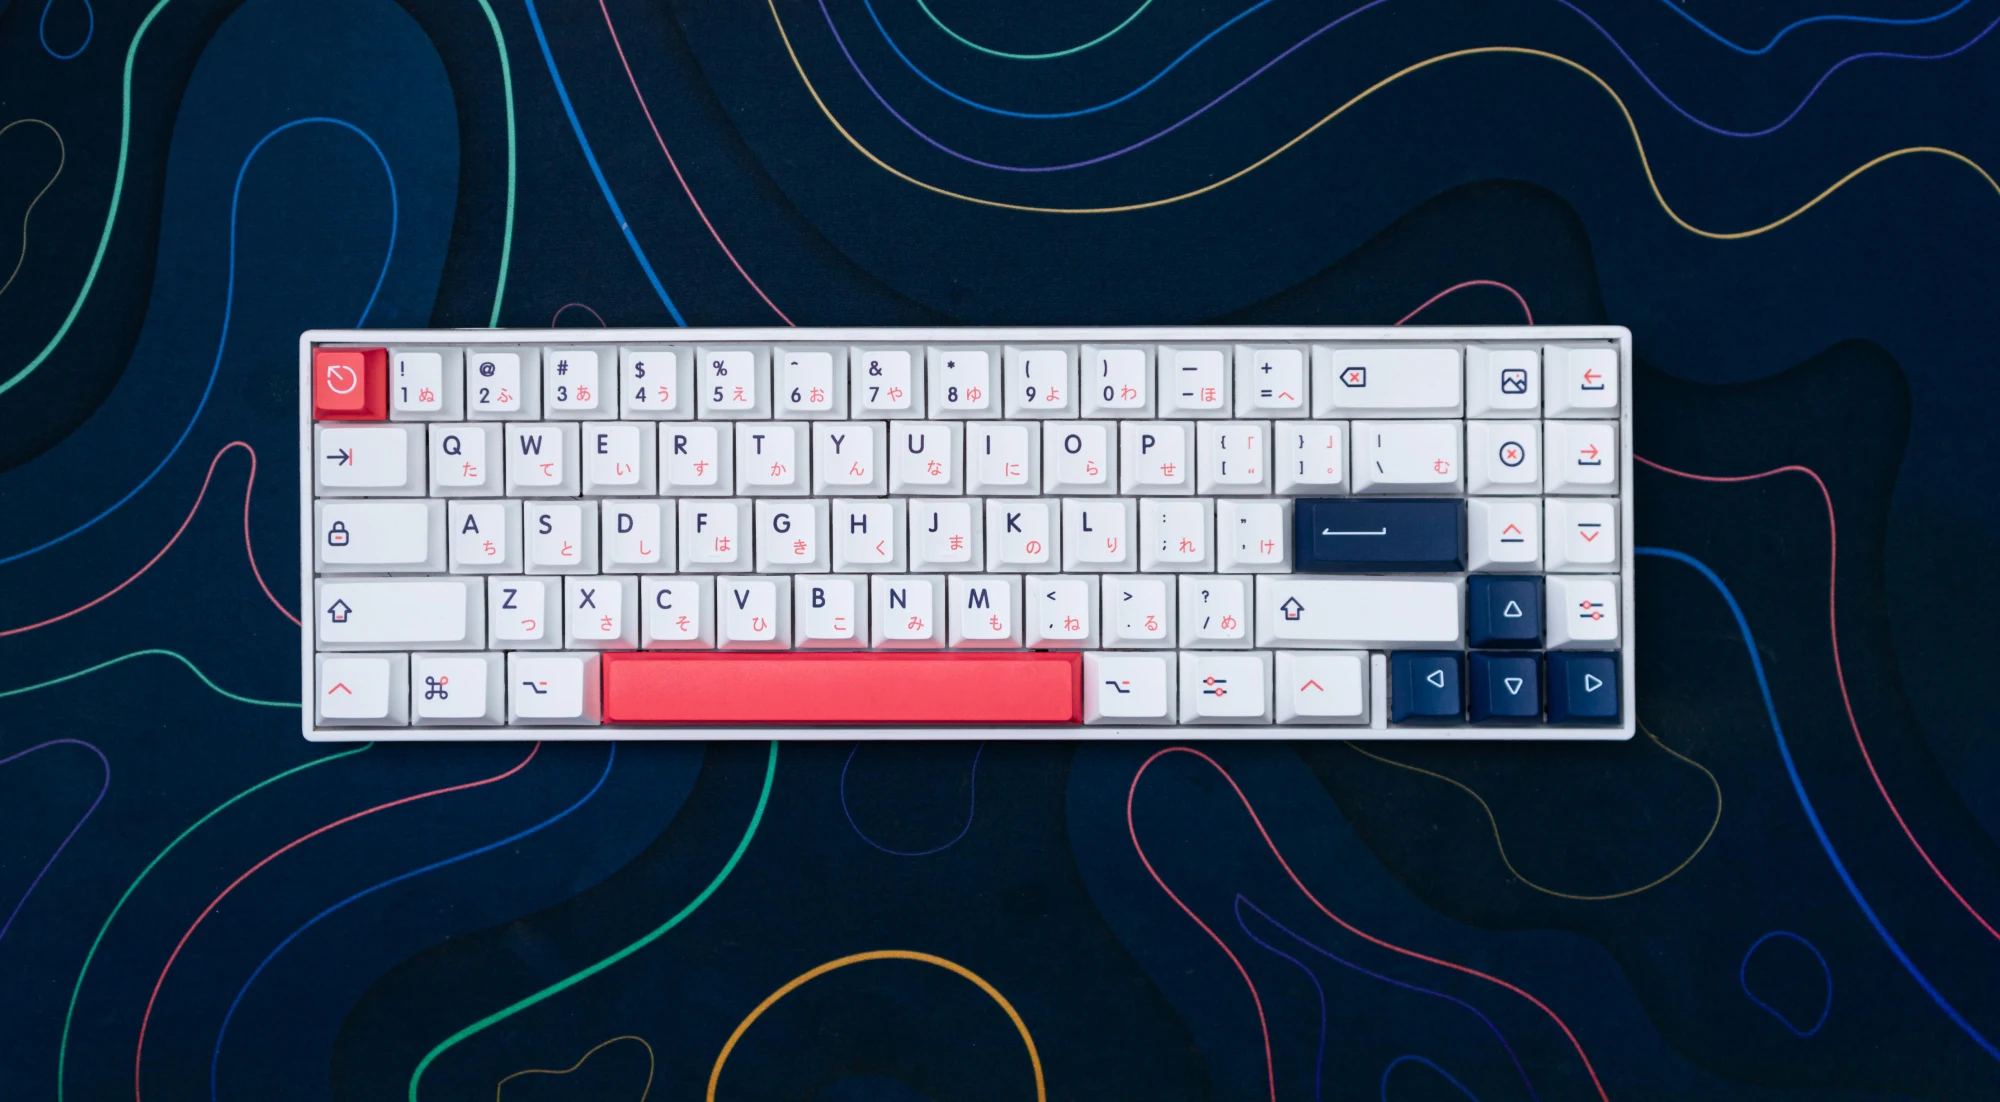 ! @ # $ % ^ & * ( ) — +
1ぬ 2ふ 3あ 4う 5え 6お 7や 8ゆ 9よ 0わ -ほ =へ
Q W E R T Y U I O P { 「 } 」 |
た て い す か ん な に ら せ [ ゛ ] 。 \ む
A S D F G H J K L : "
ち と し は き く ま の り ;れ 'け
Z X C V B N M < > ?
つ さ そ ひ こ み も ,ね .る /め